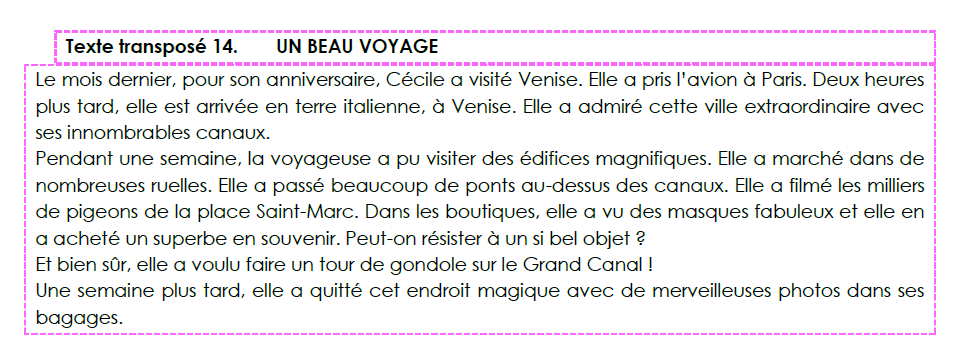 Texte transposé 14. UN BEAU VOYAGE
Le mois dernier, pour son anniversaire, Cécile a visité Venise. Elle a pris l'avion à Paris. Deux heures
plus tard, elle est arrivée en terre italienne, à Venise. Elle a admiré cette ville extraordinaire avec
ses innombrables canaux.
Pendant une semaine, la voyageuse a pu visiter des édifices magnifiques. Elle a marché dans de
nombreuses ruelles. Elle a passé beaucoup de ponts au-dessus des canaux. Elle a filmé les milliers
de pigeons de la place Saint-Marc. Dans les boutiques, elle a vu des masques fabuleux et elle en
a acheté un superbe en souvenir. Peut-on résister à un si bel objet ?
Et bien sûr, elle a voulu faire un tour de gondole sur le Grand Canal !
Une semaine plus tard, elle a quitté cet endroit magique avec de merveilleuses photos dans ses
bagages.